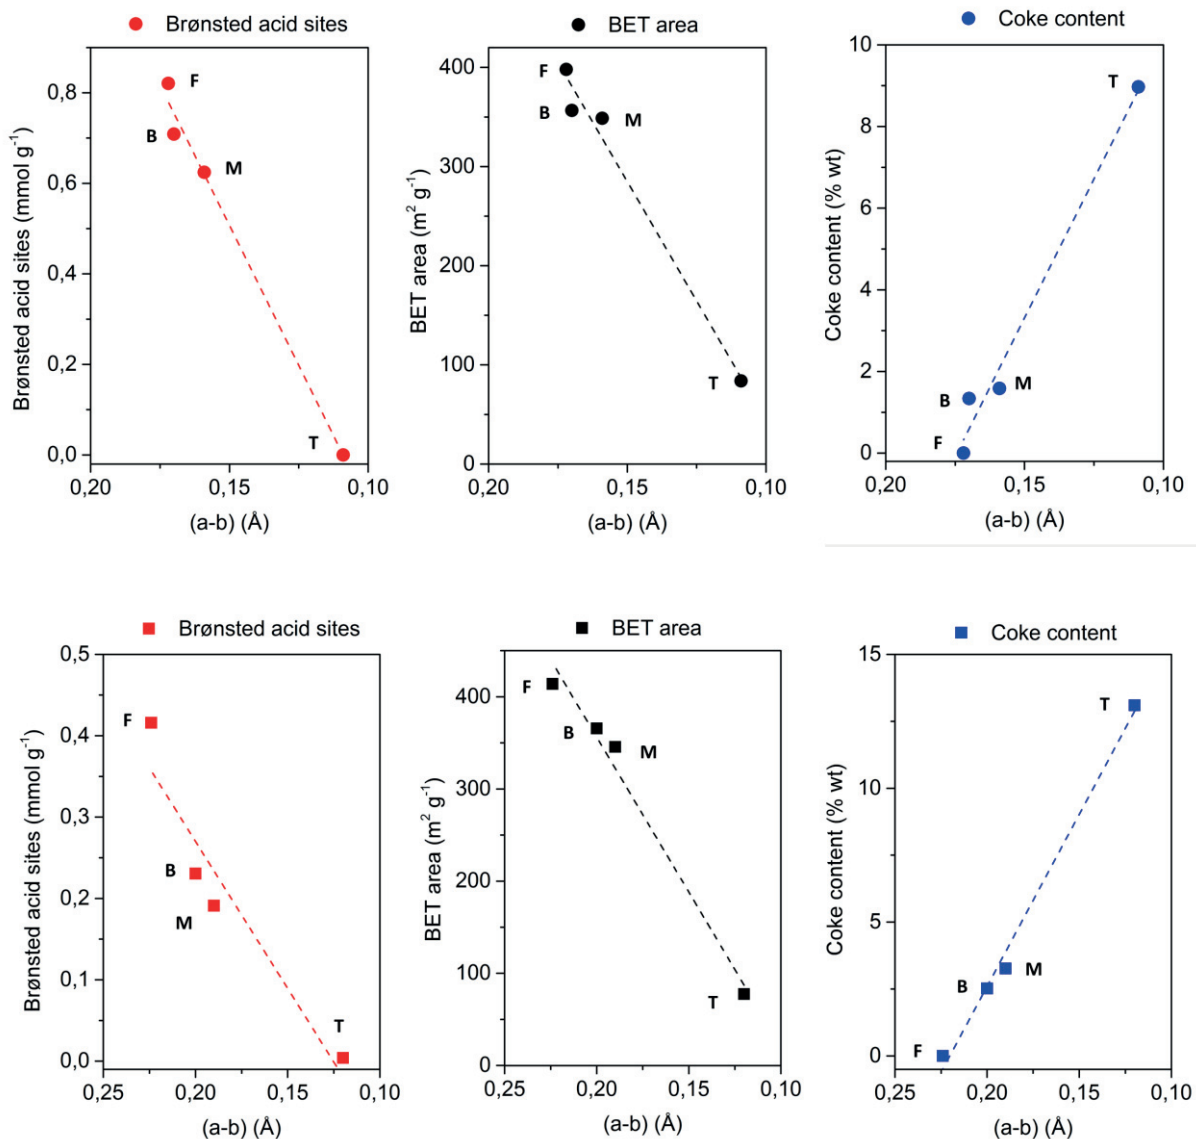 Brønsted acid sites
Brønsted acid sites (mmol g-1)
0,8
0,6
0,4
0,2
0,0
F
B
M
T
0,20
0,15
0,10
(a-b) (Å)
BET area
BET area (m2 g-1)
400
300
200
100
0
F
B
M
T
0,20
0,15
0,10
(a-b) (Å)
Coke content
Coke content (% wt)
10
8
6
4
2
0
T
B
M
F
0,20
0,15
0,10
(a-b) (Å)
Brønsted acid sites
Brønsted acid sites (mmol g-1)
0,5
0,4
0,3
0,2
0,1
0,0
F
B
M
T
0,25
0,20
0,15
0,10
(a-b) (Å)
BET area
BET area (m2 g-1)
400
300
200
100
0
F
B
M
T
0,25
0,20
0,15
0,10
(a-b) (Å)
Coke content
Coke content (% wt)
15
10
5
0
T
B
M
F
0,25
0,20
0,15
0,10
(a-b) (Å)